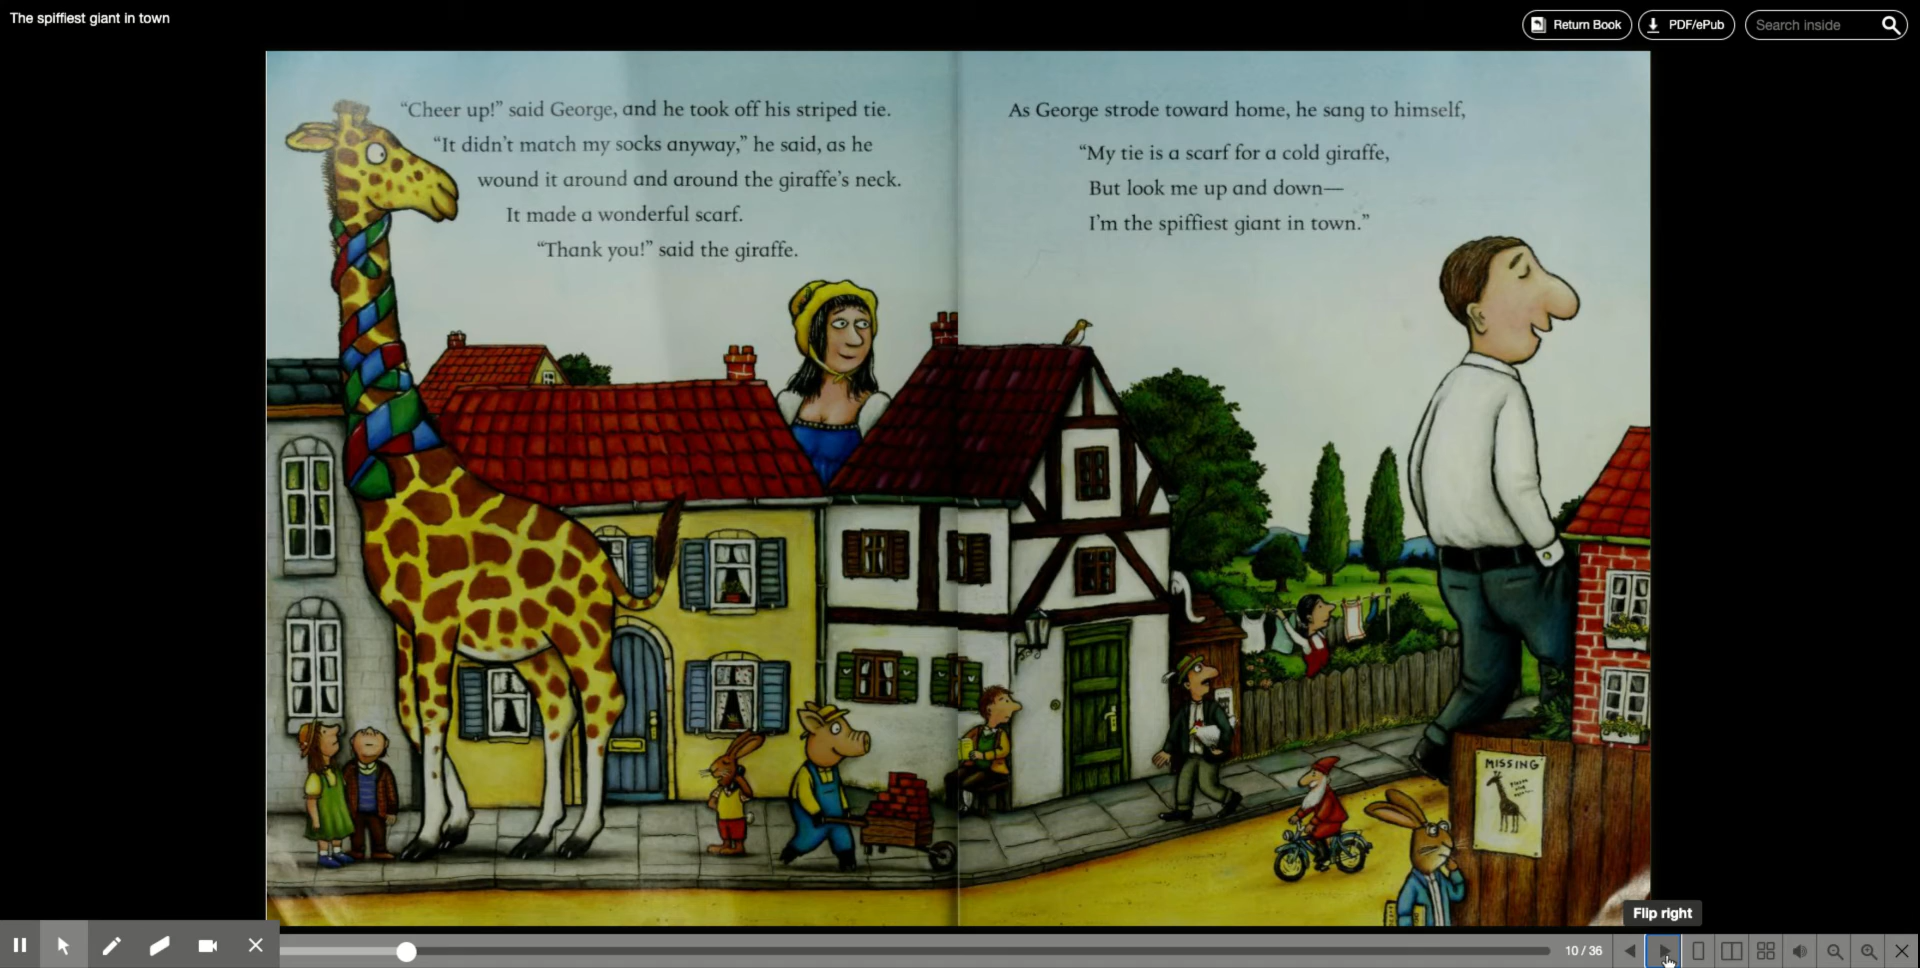 The spiffiest giant in town
Return Book
PDF/ePub
Search inside
“Cheer up!” said George, and he took off his striped tie.
“It didn’t match my socks anyway,” he said, as he
wound it around and around the giraffe’s neck.
It made a wonderful scarf.
“Thank you!” said the giraffe.
As George strode toward home, he sang to himself,
“My tie is a scarf for a cold giraffe,
But look me up and down—
I’m the spiffiest giant in town.”
MISSING
Flip right
10 / 36